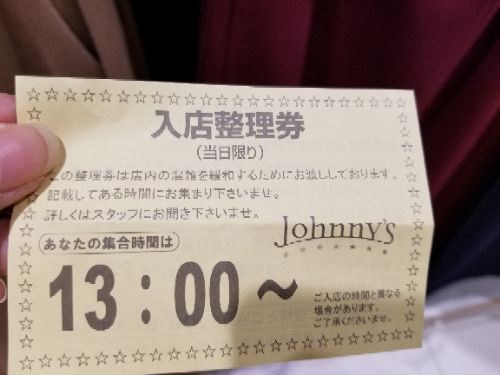 入店整理券
(当日限り)
この整理券は店内の混雑を緩和するためにお渡ししております。
記載してある時間にお集まり下さいませ。
詳しくはスタッフにお聞き下さいませ。
Johnny's
あなたの集合時間は
13:00~
ご入店の時間と異なる
場合があります。
ご了承くださいませ。